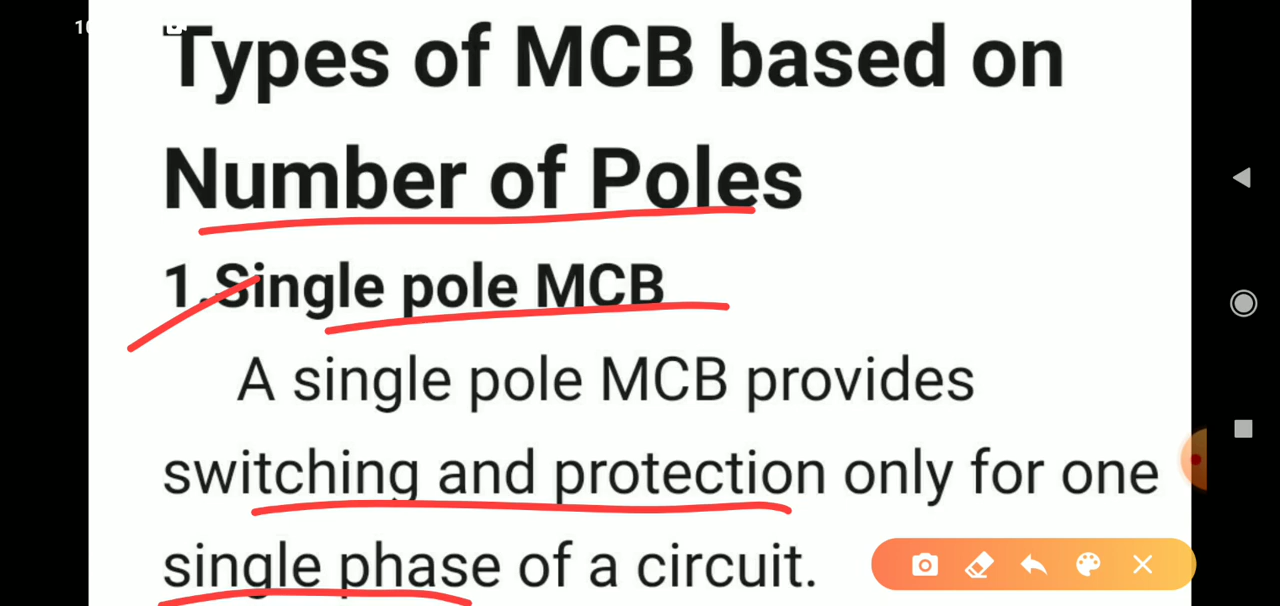 Types of MCB based on
Number of Poles
1.Single pole MCB
A single pole MCB provides
switching and protection only for one
single phase of a circuit.